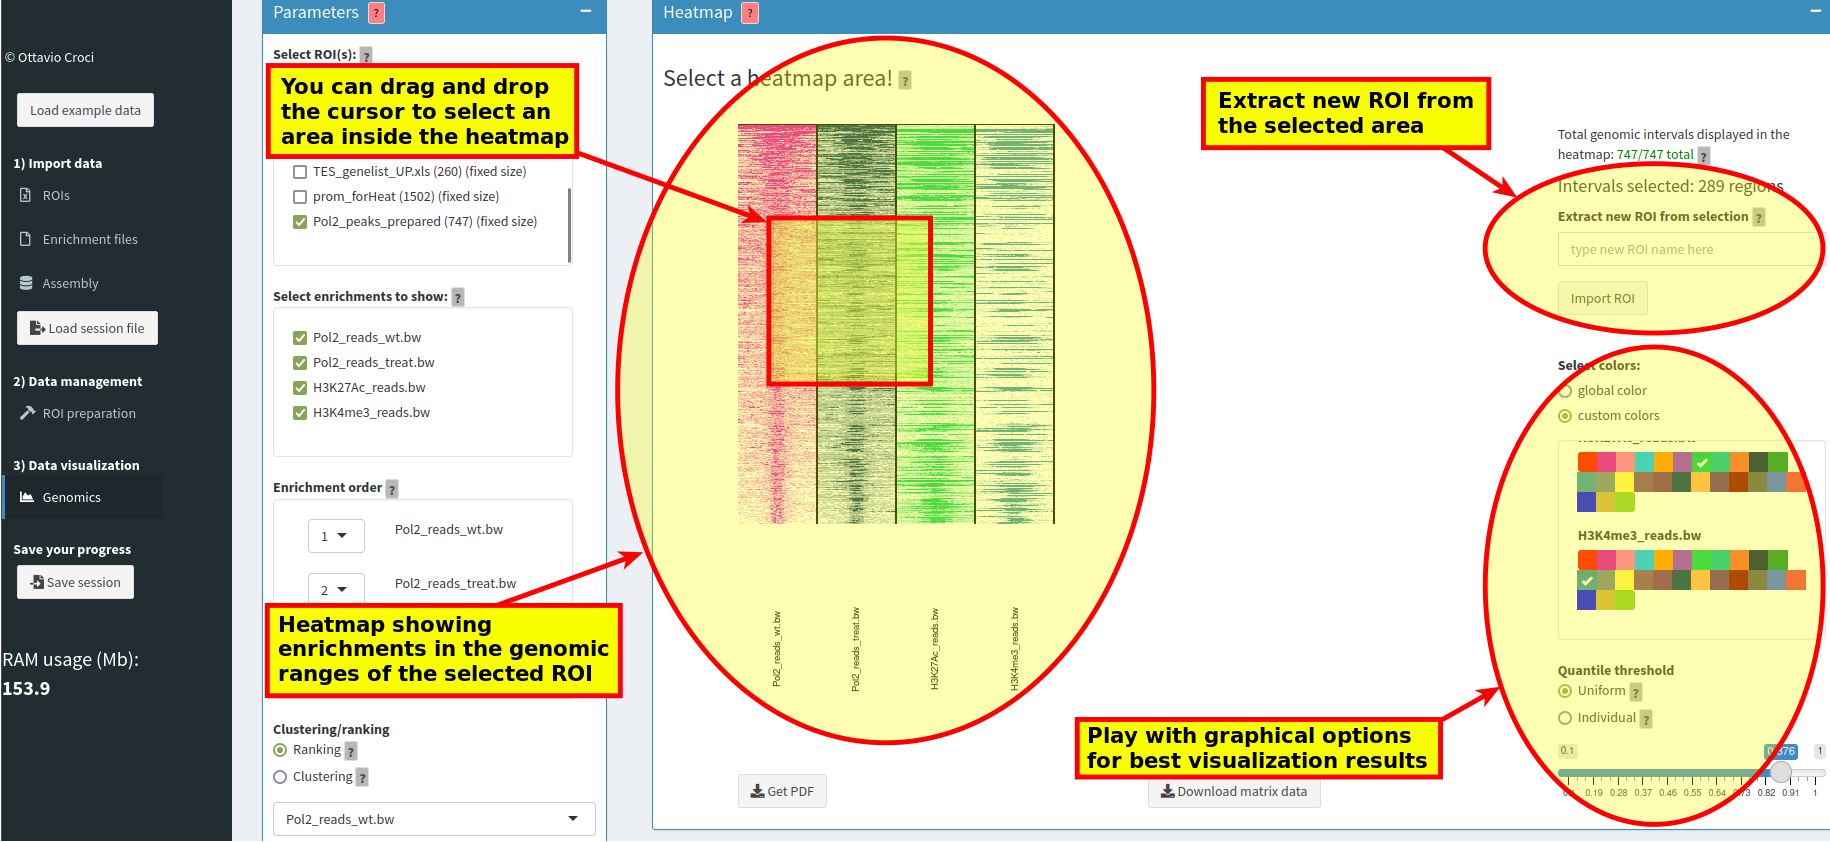 © Ottavio Croci
Load example data
1) Import data
ROIs
Enrichment files
Assembly
Load session file
2) Data management
ROI preparation
3) Data visualization
Genomics
Save your progress
Save session
RAM usage (Mb):
153.9
Parameters ?
Select ROI(s): ?
You can drag and drop
the cursor to select an
area inside the heatmap
TES_genelist_UP.xls (260) (fixed size)
prom_forHeat (1502) (fixed size)
Pol2_peaks_prepared (747) (fixed size)
Select enrichments to show: ?
Pol2_reads_wt.bw
Pol2_reads_treat.bw
H3K27Ac_reads.bw
H3K4me3_reads.bw
Enrichment order ?
1 Pol2_reads_wt.bw
2 Pol2_reads_treat.bw
Heatmap showing
enrichments in the genomic
ranges of the selected ROI
Clustering/ranking
Ranking ?
Clustering ?
Pol2_reads_wt.bw
Heatmap ?
Select a heatmap area! ?
Pol2_reads_wt.bw
Pol2_reads_treat.bw
H3K27Ac_reads.bw
H3K4me3_reads.bw
Get PDF
Download matrix data
Extract new ROI from
the selected area
Total genomic intervals displayed in the
heatmap: 747/747 total ?
Intervals selected: 289 regions
Extract new ROI from selection ?
type new ROI name here
Import ROI
Select colors:
global color
custom colors
H3K4me3_reads.bw
Play with graphical options
for best visualization results
Quantile threshold
Uniform ?
Individual ?
0.1 1
0.19 0.28 0.37 0.46 0.55 0.64 0.73 0.82 0.91 1